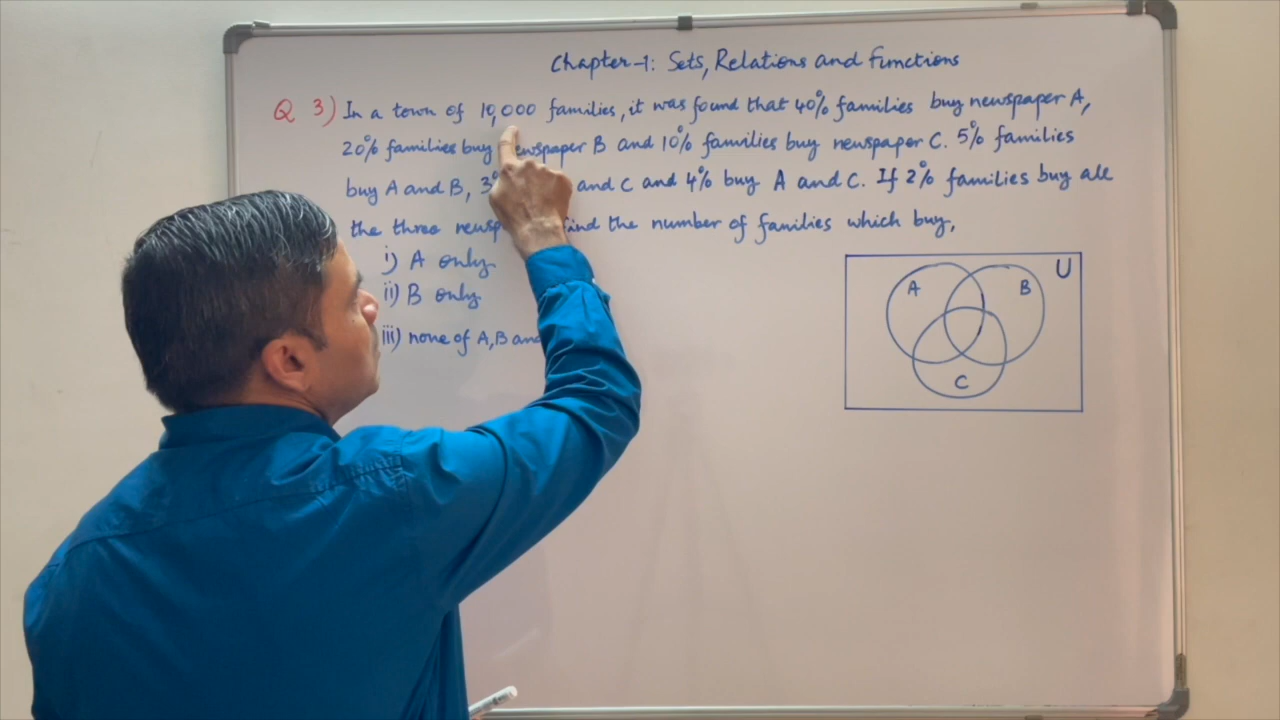 Chapter-1: Sets, Relations and Functions
Q 3) In a town of 10,000 families, it was found that 40% families buy newspaper A,
20% families buy newspaper B and 10% families buy newspaper C. 5% families
buy A and B, 3% and C and 4% buy A and C. If 2% families buy all
the three find the number of families which buy,
i) A only
ii) B only
iii) none of A, B and
U
A B
C